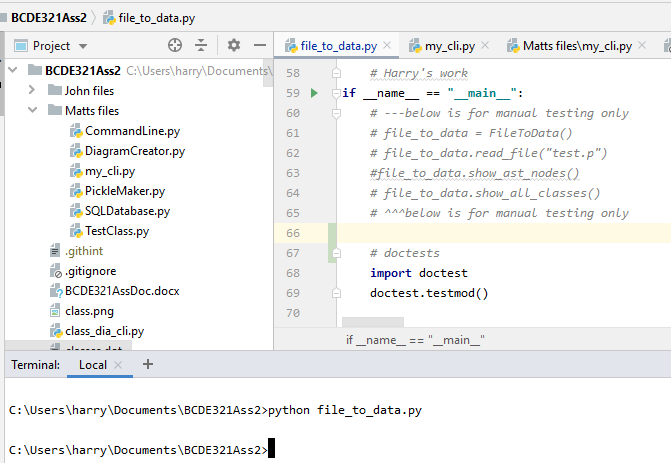 BCDE321Ass2 file_to_data.py
Project
file_to_data.py my_cli.py Matts files\my_cli.py
BCDE321Ass2 C:\Users\harry\Documents\
John files
Matts files
CommandLine.py
DiagramCreator.py
my_cli.py
PickleMaker.py
SQLDatabase.py
TestClass.py
.githint
.gitignore
BCDE321AssDoc.docx
class.png
class_dia_cli.py
58 # Harry's work
59 if __name__ == "__main__":
60 # ---below is for manual testing only
61 # file_to_data = FileToData()
62 # file_to_data.read_file("test.p")
63 #file_to_data.show_ast_nodes()
64 # file_to_data.show_all_classes()
65 # ^^^below is for manual testing only
66
67 # doctests
68 import doctest
69 doctest.testmod()
70
if __name__ == "__main__"
Terminal: Local
C:\Users\harry\Documents\BCDE321Ass2>python file_to_data.py
C:\Users\harry\Documents\BCDE321Ass2>